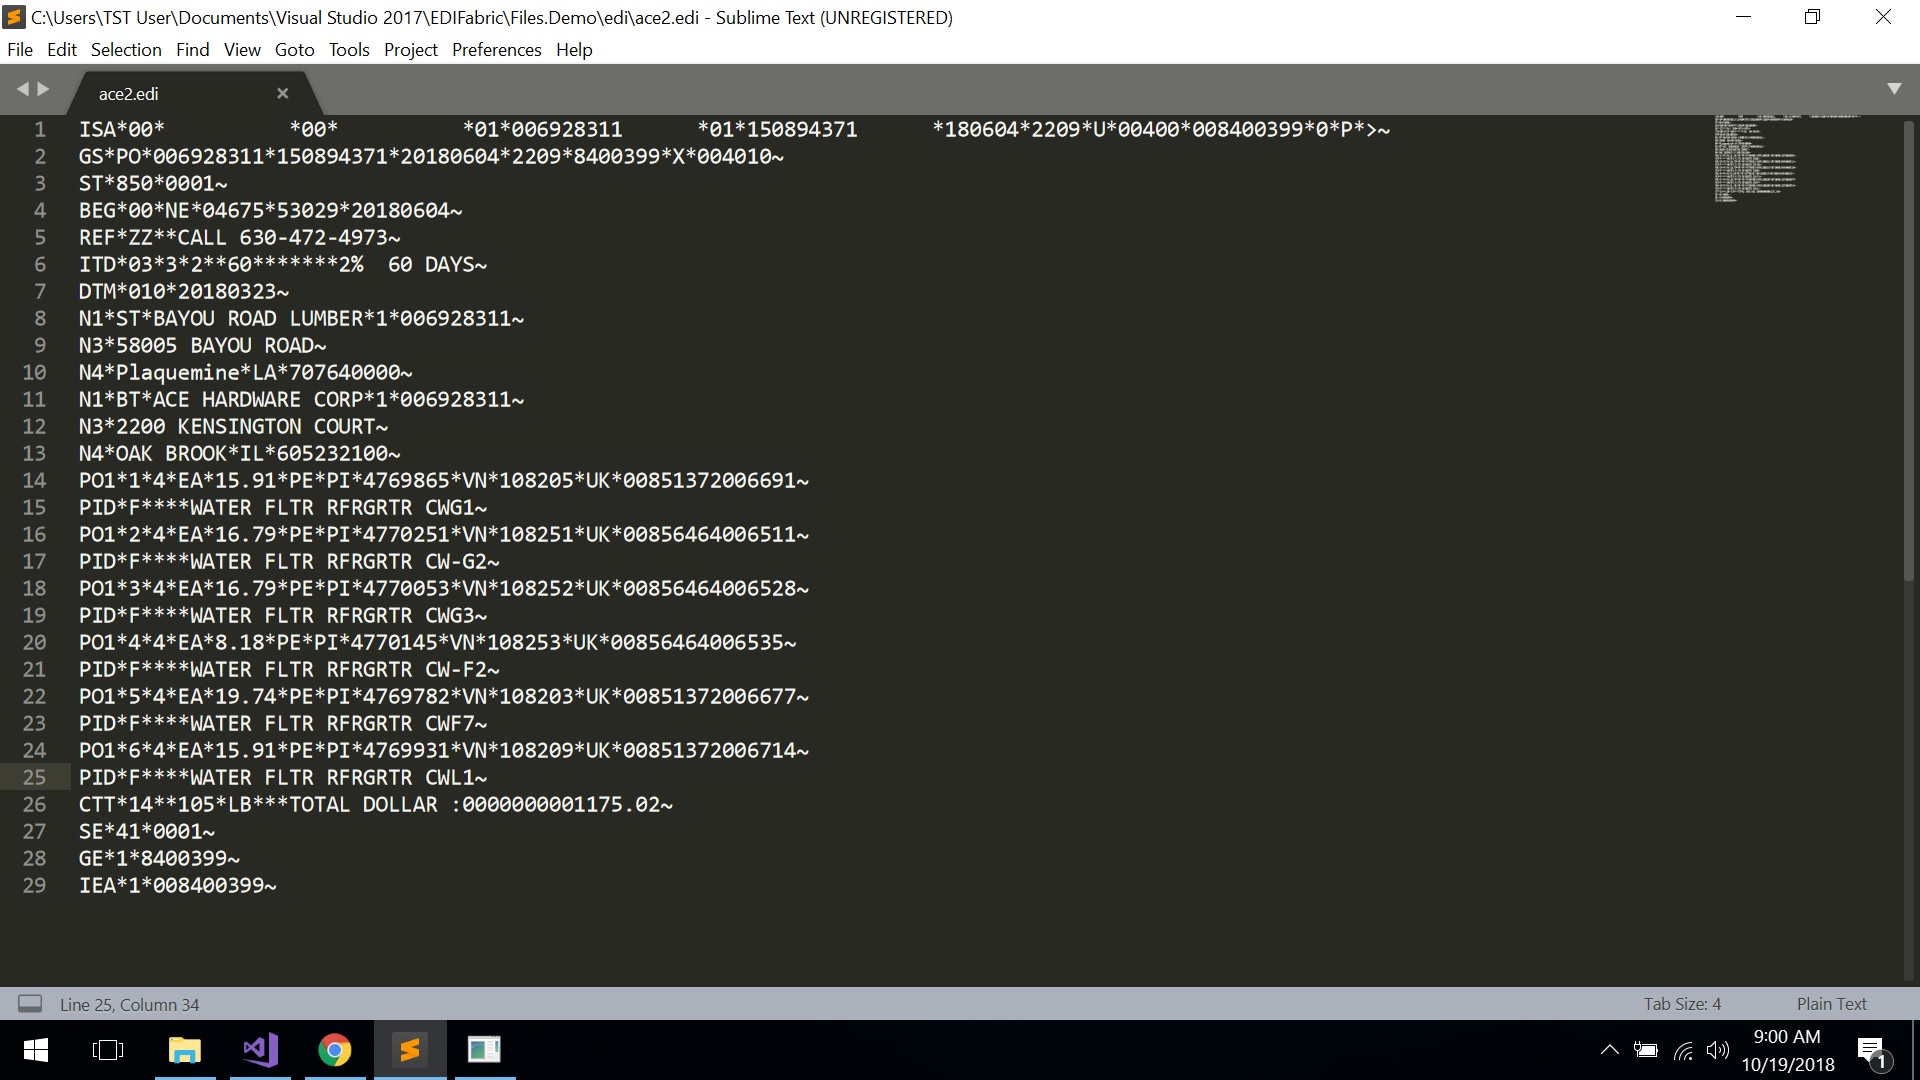 C:\Users\TST User\Documents\Visual Studio 2017\EDIFabric\Files.Demo\edi\ace2.edi - Sublime Text (UNREGISTERED)
File Edit Selection Find View Goto Tools Project Preferences Help
ace2.edi
1 ISA*00*          *00*          *01*006928311      *01*150894371      *180604*2209*U*00400*008400399*0*P*>~
2 GS*PO*006928311*150894371*20180604*2209*8400399*X*004010~
3 ST*850*0001~
4 BEG*00*NE*04675*53029*20180604~
5 REF*ZZ**CALL 630-472-4973~
6 ITD*03*3*2**60*******2%  60 DAYS~
7 DTM*010*20180323~
8 N1*ST*BAYOU ROAD LUMBER*1*006928311~
9 N3*58005 BAYOU ROAD~
10 N4*Plaquemine*LA*707640000~
11 N1*BT*ACE HARDWARE CORP*1*006928311~
12 N3*2200 KENSINGTON COURT~
13 N4*OAK BROOK*IL*605232100~
14 PO1*1*4*EA*15.91*PE*PI*4769865*VN*108205*UK*00851372006691~
15 PID*F****WATER FLTR RFRGRTR CWG1~
16 PO1*2*4*EA*16.79*PE*PI*4770251*VN*108251*UK*00856464006511~
17 PID*F****WATER FLTR RFRGRTR CW-G2~
18 PO1*3*4*EA*16.79*PE*PI*4770053*VN*108252*UK*00856464006528~
19 PID*F****WATER FLTR RFRGRTR CWG3~
20 PO1*4*4*EA*8.18*PE*PI*4770145*VN*108253*UK*00856464006535~
21 PID*F****WATER FLTR RFRGRTR CW-F2~
22 PO1*5*4*EA*19.74*PE*PI*4769782*VN*108203*UK*00851372006677~
23 PID*F****WATER FLTR RFRGRTR CWF7~
24 PO1*6*4*EA*15.91*PE*PI*4769931*VN*108209*UK*00851372006714~
25 PID*F****WATER FLTR RFRGRTR CWL1~
26 CTT*14**105*LB***TOTAL DOLLAR :0000000001175.02~
27 SE*41*0001~
28 GE*1*8400399~
29 IEA*1*008400399~
Line 25, Column 34
Tab Size: 4
Plain Text
9:00 AM
10/19/2018
1